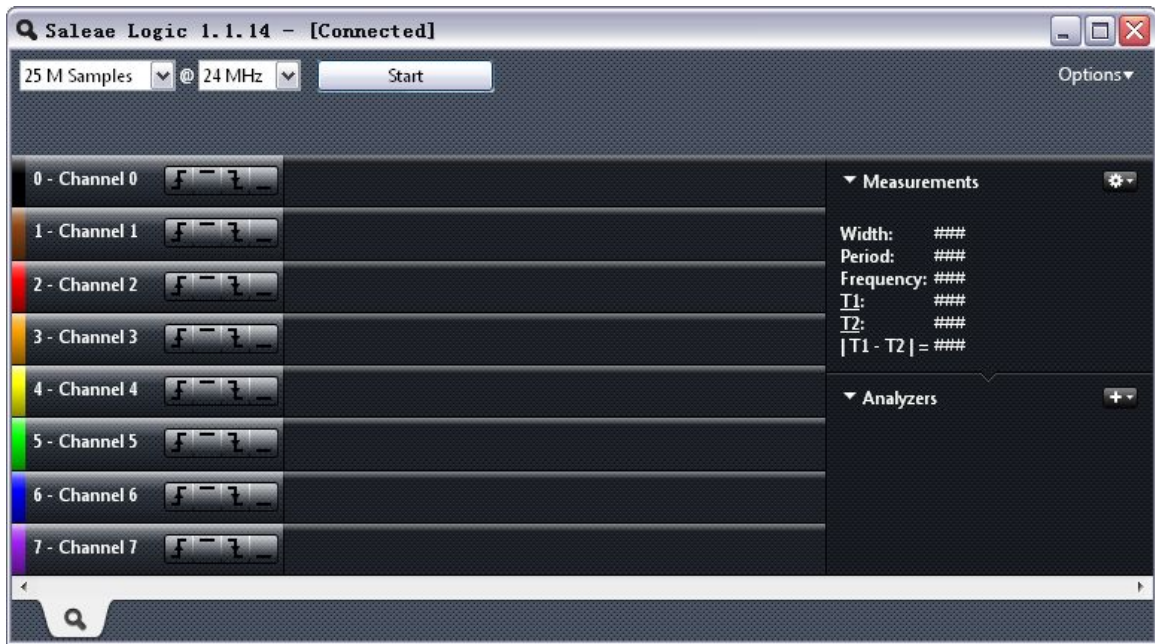 Saleae Logic 1.1.14 - [Connected]
25 M Samples @ 24 MHz Start Options
0 - Channel 0
1 - Channel 1
2 - Channel 2
3 - Channel 3
4 - Channel 4
5 - Channel 5
6 - Channel 6
7 - Channel 7
Measurements
Width: ###
Period: ###
Frequency: ###
T1: ###
T2: ###
| T1 - T2 | = ###
Analyzers